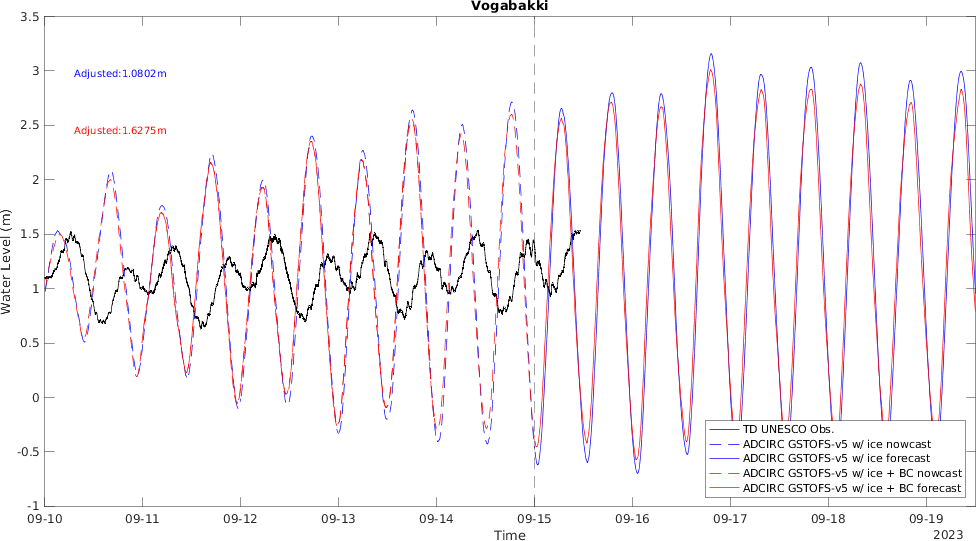 Vogabakki
3.5
3
2.5
2
1.5
1
0.5
0
-0.5
-1
Water Level (m)
Adjusted:1.0802m
Adjusted:1.6275m
TD UNESCO Obs.
ADCIRC GSTOFS-v5 w/ ice nowcast
ADCIRC GSTOFS-v5 w/ ice forecast
ADCIRC GSTOFS-v5 w/ ice + BC nowcast
ADCIRC GSTOFS-v5 w/ ice + BC forecast
09-10 09-11 09-12 09-13 09-14 09-15 09-16 09-17 09-18 09-19
Time
2023